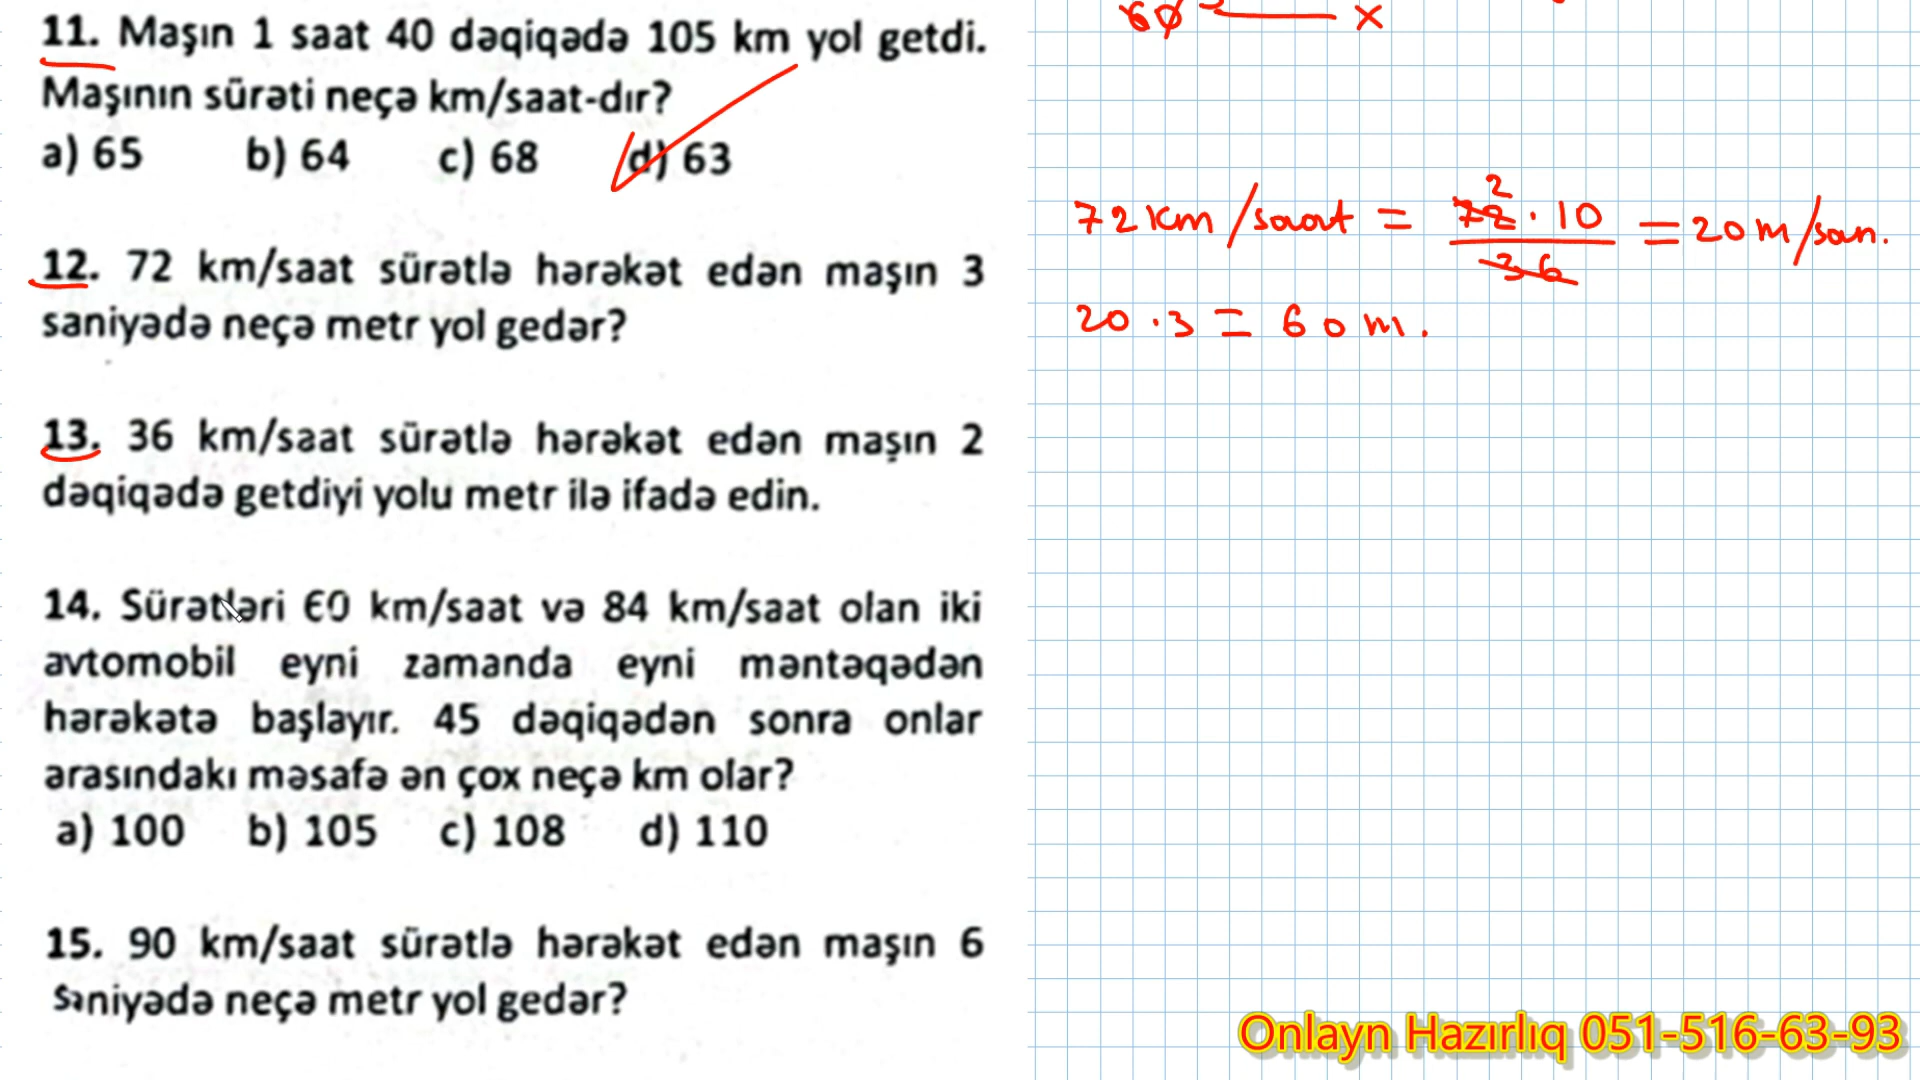 11. Maşın 1 saat 40 dəqiqədə 105 km yol getdi.
Maşının sürəti neçə km/saat-dır?
a) 65 b) 64 c) 68 d) 63
12. 72 km/saat sürətlə hərəkət edən maşın 3
saniyədə neçə metr yol gedər?
13. 36 km/saat sürətlə hərəkət edən maşın 2
dəqiqədə getdiyi yolu metr ilə ifadə edin.
14. Sürətləri 60 km/saat və 84 km/saat olan iki
avtomobil eyni zamanda eyni məntəqədən
hərəkətə başlayır. 45 dəqiqədən sonra onlar
arasındakı məsafə ən çox neçə km olar?
a) 100 b) 105 c) 108 d) 110
15. 90 km/saat sürətlə hərəkət edən maşın 6
saniyədə neçə metr yol gedər?
60 x
2
72 km/saat = 72 · 10 = 20 m/san.
36
20 · 3 = 60 m.
Onlayn Hazırlıq 051-516-63-93